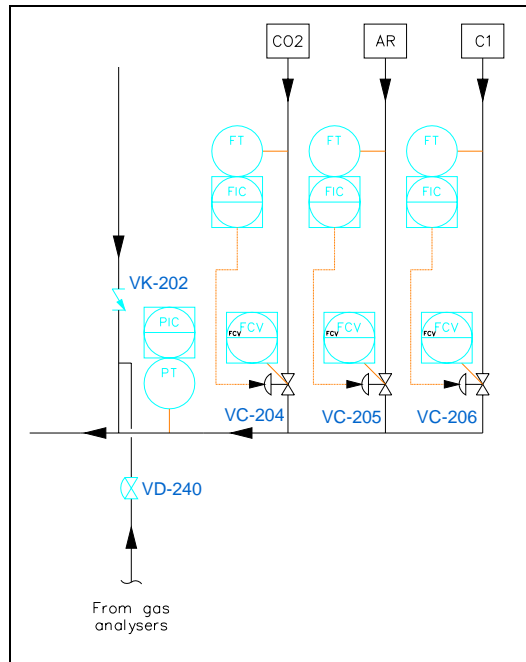 CO2
AR
C1
FT
FT
FT
FIC
FIC
FIC
VK-202
PIC
FCV
FCV
FCV
FCV
FCV
FCV
PT
VC-204
VC-205
VC-206
VD-240
From gas
analysers